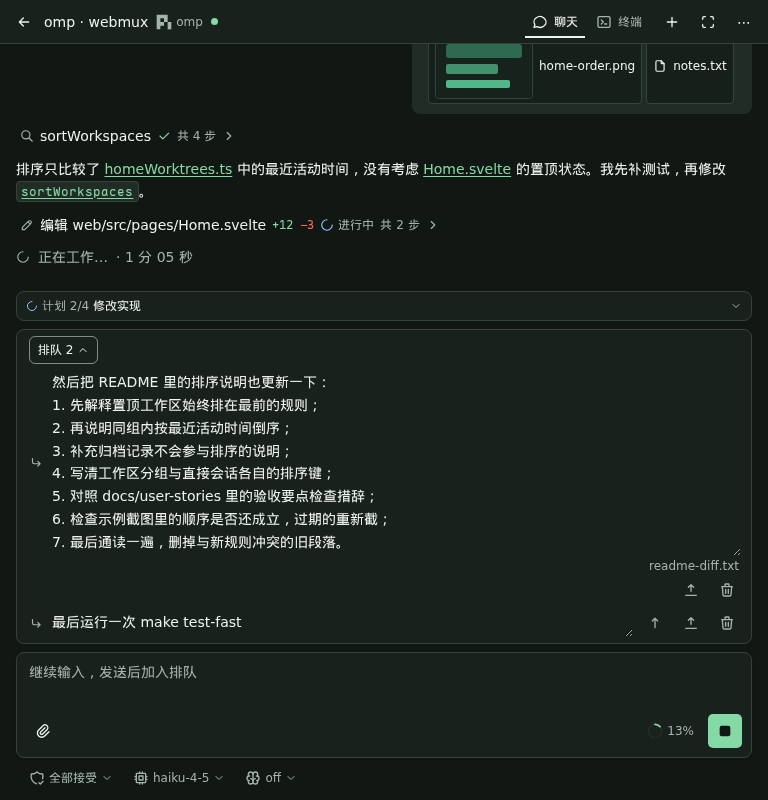 omp · webmux omp 聊天 终端
home-order.png notes.txt
sortWorkspaces 共 4 步
排序只比较了 homeWorktrees.ts 中的最近活动时间，没有考虑 Home.svelte 的置顶状态。我先补测试，再修改
sortWorkspaces。
编辑 web/src/pages/Home.svelte +12 −3 进行中 共 2 步
正在工作… · 1 分 05 秒
计划 2/4 修改实现
排队 2
然后把 README 里的排序说明也更新一下：
1. 先解释置顶工作区始终排在最前的规则；
2. 再说明同组内按最近活动时间倒序；
3. 补充归档记录不会参与排序的说明；
4. 写清工作区分组与直接会话各自的排序键；
5. 对照 docs/user-stories 里的验收要点检查措辞；
6. 检查示例截图里的顺序是否还成立，过期的重新截；
7. 最后通读一遍，删掉与新规则冲突的旧段落。
readme-diff.txt
最后运行一次 make test-fast
继续输入，发送后加入排队
13%
全部接受 haiku-4-5 off